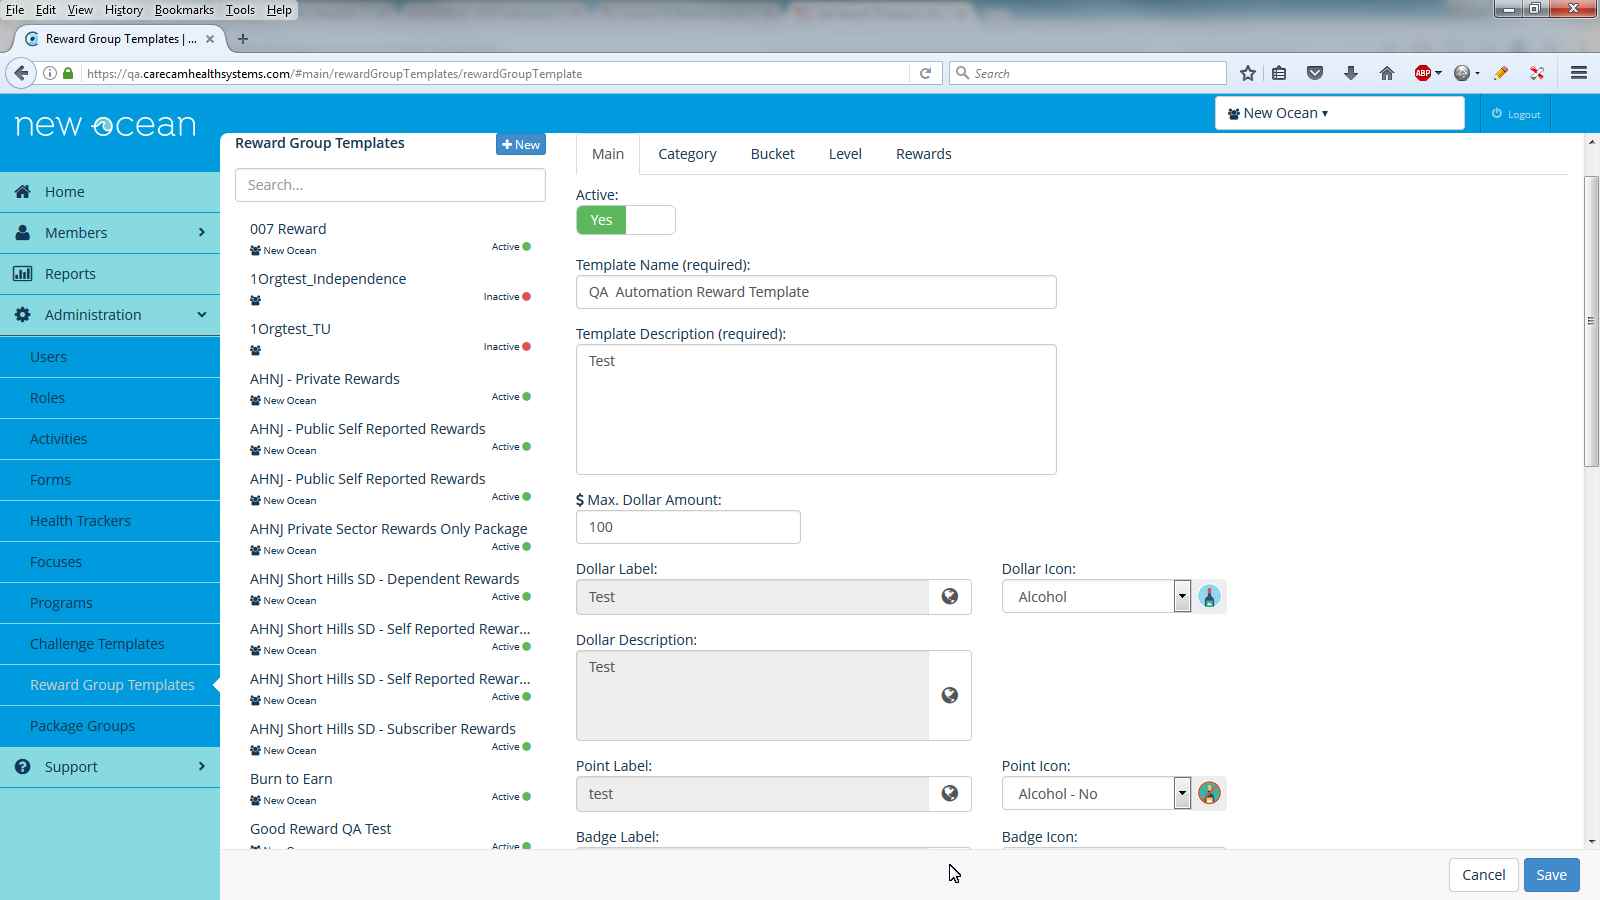 File Edit View History Bookmarks Tools Help
Reward Group Templates | ...
https://qa.carecamhealthsystems.com/#main/rewardGroupTemplates/rewardGroupTemplate
Search
ABP
new ocean
New Ocean
Logout
Home
Members
Reports
Administration
Users
Roles
Activities
Forms
Health Trackers
Focuses
Programs
Challenge Templates
Reward Group Templates
Package Groups
Support
Reward Group Templates
New
Search...
007 Reward
New Ocean
Active
1Orgtest_Independence
Inactive
1Orgtest_TU
Inactive
AHNJ - Private Rewards
New Ocean
Active
AHNJ - Public Self Reported Rewards
New Ocean
Active
AHNJ - Public Self Reported Rewards
New Ocean
Active
AHNJ Private Sector Rewards Only Package
New Ocean
Active
AHNJ Short Hills SD - Dependent Rewards
New Ocean
Active
AHNJ Short Hills SD - Self Reported Rewar...
New Ocean
Active
AHNJ Short Hills SD - Self Reported Rewar...
New Ocean
Active
AHNJ Short Hills SD - Subscriber Rewards
New Ocean
Active
Burn to Earn
New Ocean
Active
Good Reward QA Test
Active
Main Category Bucket Level Rewards
Active:
Yes
Template Name (required):
QA  Automation Reward Template
Template Description (required):
Test
$ Max. Dollar Amount:
100
Dollar Label:
Test
Dollar Icon:
Alcohol
Dollar Description:
Test
Point Label:
test
Point Icon:
Alcohol - No
Badge Label:
Badge Icon:
Cancel
Save